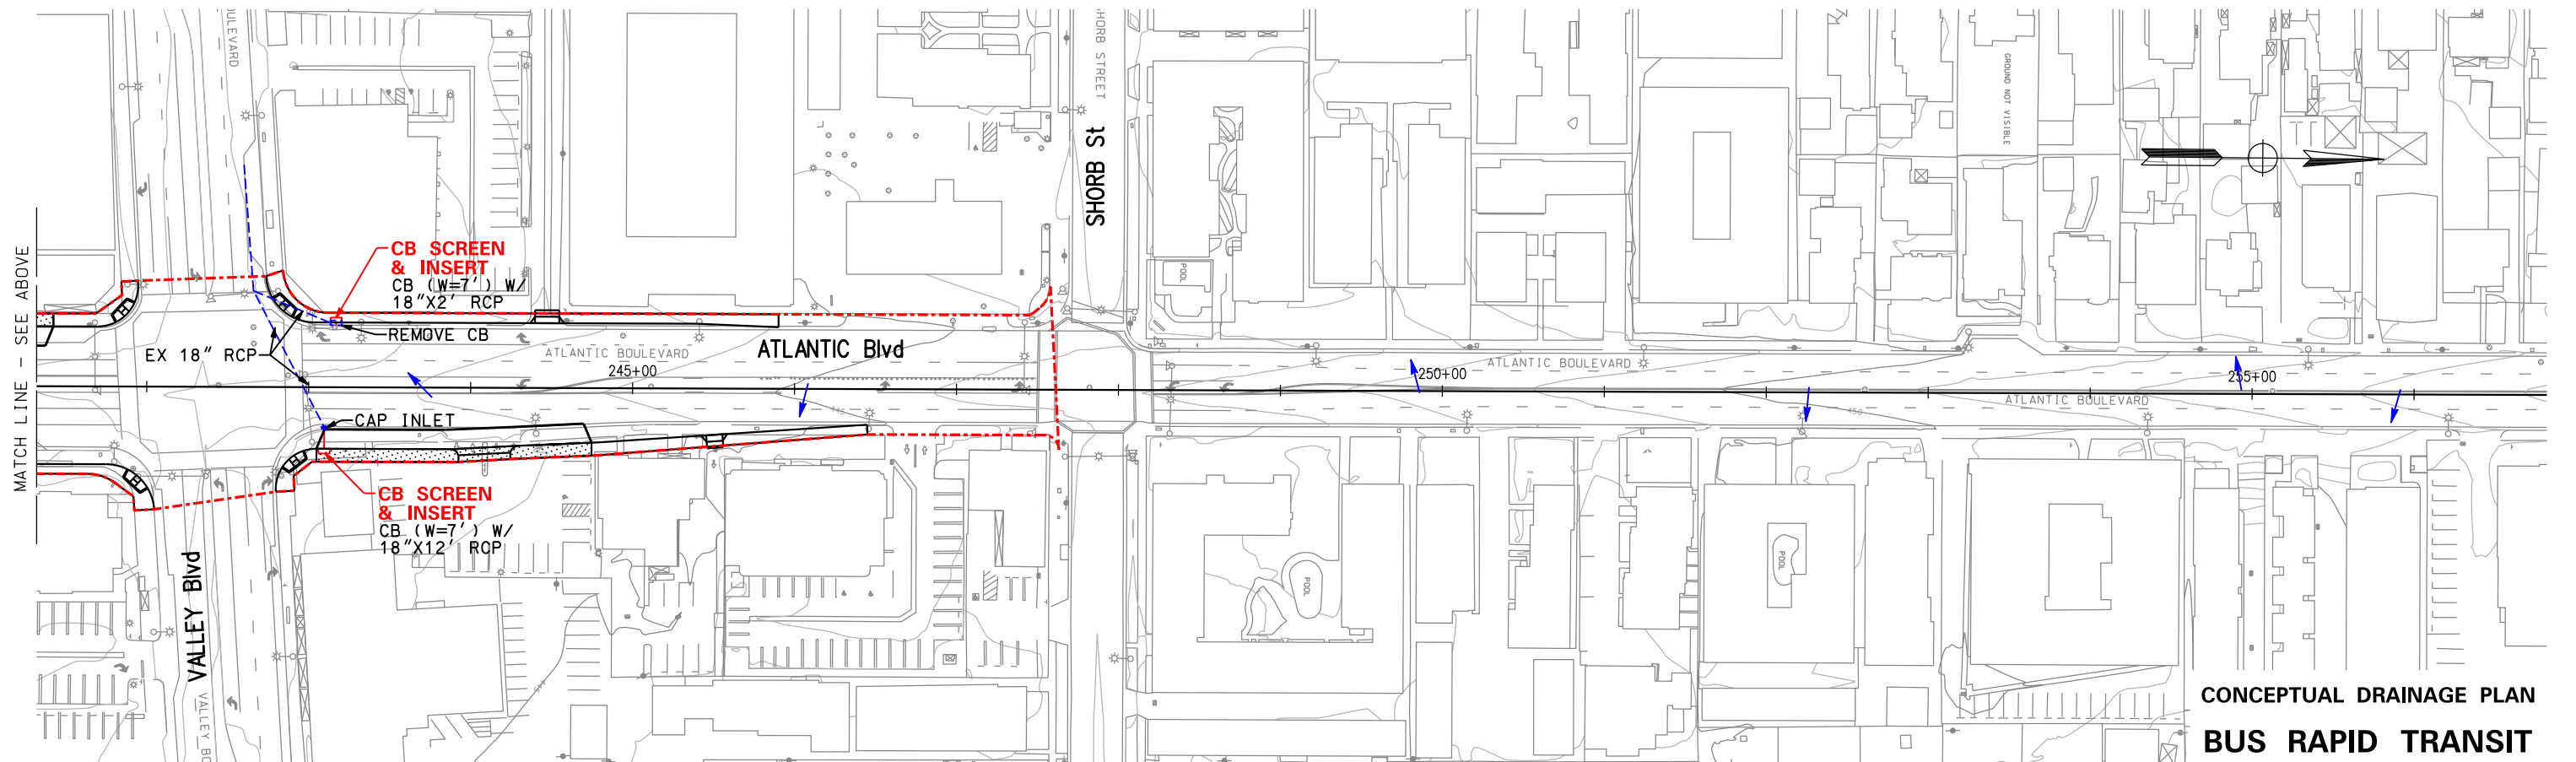 BOULEVARD
HORB STREET
SHORB St
GROUND NOT VISIBLE
MATCH LINE - SEE ABOVE
CB SCREEN
& INSERT
CB (W=7') W/
18"X2' RCP
REMOVE CB
EX 18" RCP
ATLANTIC BOULEVARD
ATLANTIC Blvd
245+00
POOL
ATLANTIC BOULEVARD
250+00
255+00
ATLANTIC BOULEVARD
450
CAP INLET
CB SCREEN
& INSERT
CB (W=7') W/
18"X12' RCP
VALLEY Blvd
VALLEY BO
POOL
POOL
CONCEPTUAL DRAINAGE PLAN
BUS RAPID TRANSIT